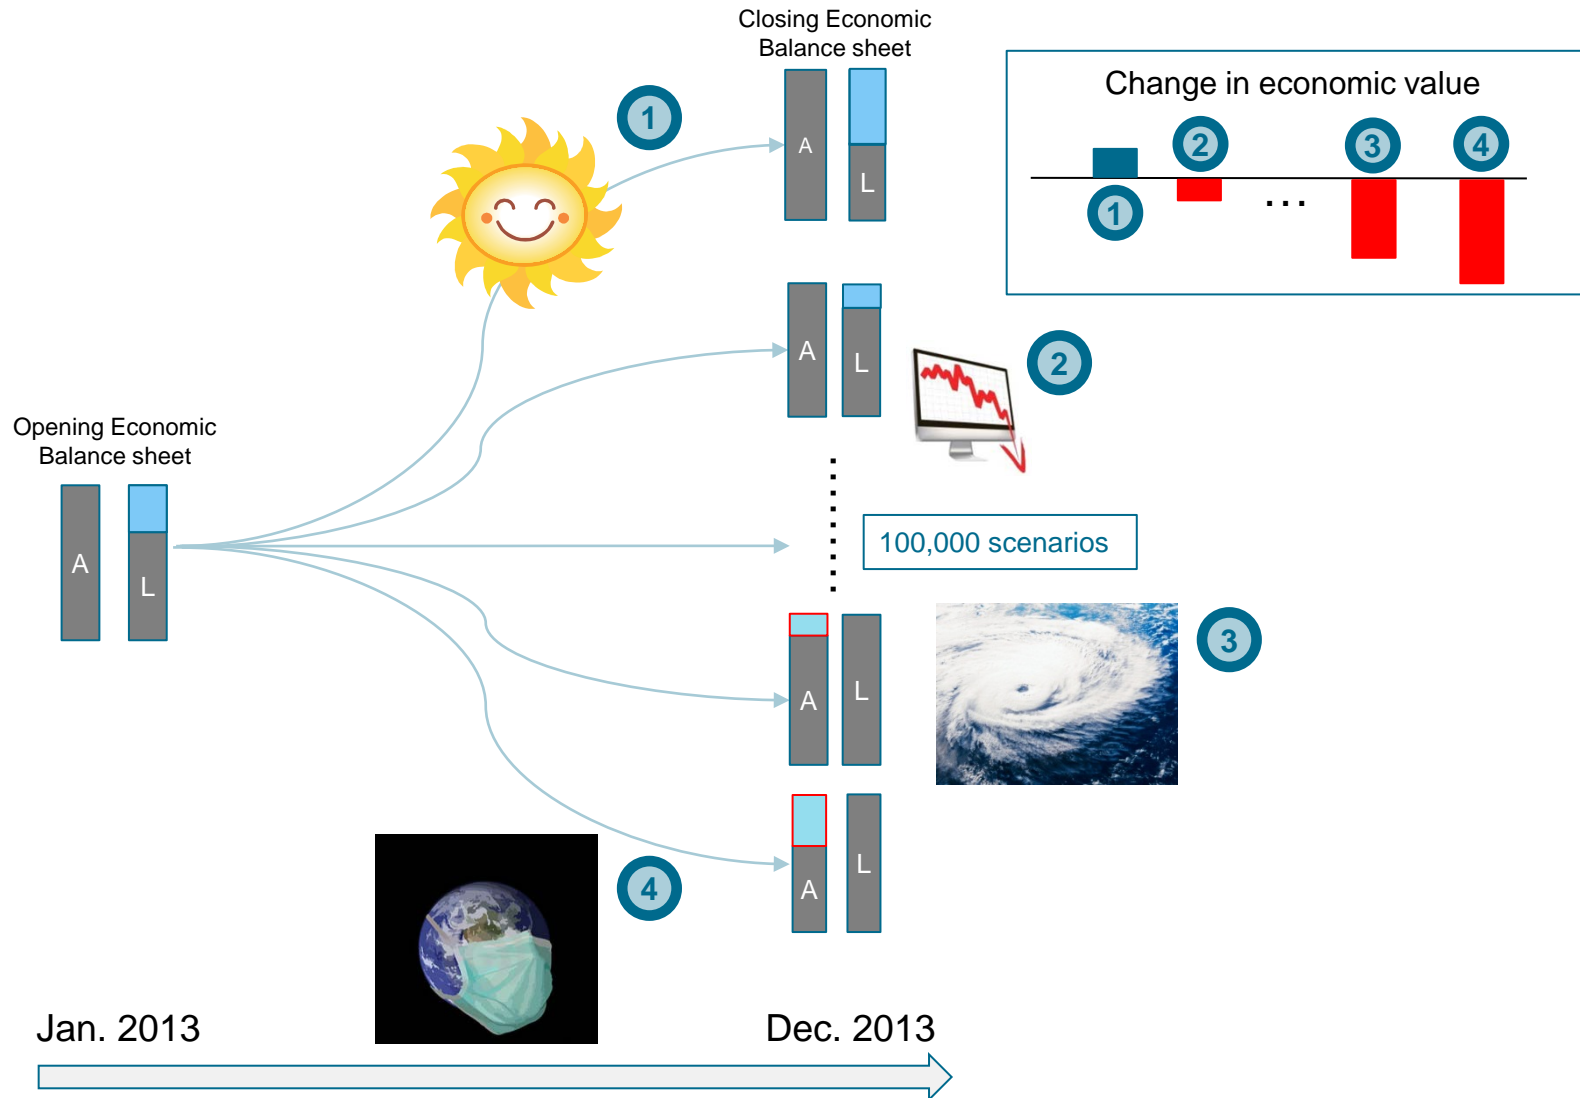 Closing Economic
Balance sheet
Change in economic value
1
2
3
4
1
A
L
A
L
2
Opening Economic
Balance sheet
A
L
100,000 scenarios
A
L
3
A
L
4
Jan. 2013
Dec. 2013